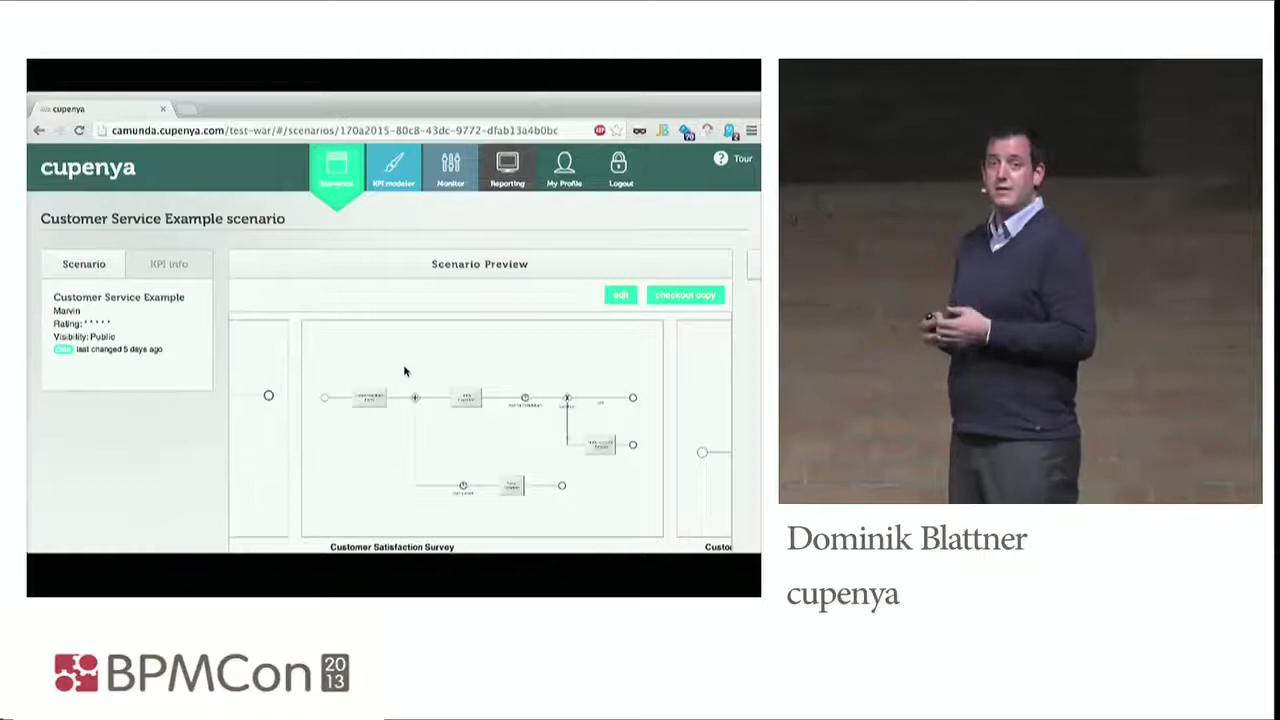 cupenya
camunda.cupenya.com/test-war/#/scenarios/170a2015-80c8-43dc-9772-dfab13a4b0bc
cupenya
KPI modeler
Monitor
Reporting
My Profile
Logout
Tour
Customer Service Example scenario
Scenario
KPI info
Scenario Preview
edit
checkout copy
Customer Service Example
Marvin
Rating: * * * * *
Visibility: Public
last changed 5 days ago
Customer Satisfaction Survey
Custo
Dominik Blattner
cupenya
BPMCon 20
13